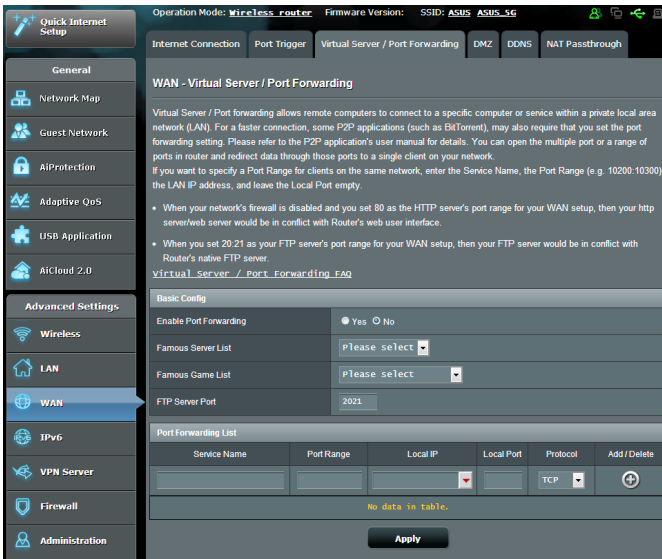 Quick Internet
Setup
Operation Mode: Wireless router Firmware Version: SSID: ASUS ASUS_5G
Internet Connection Port Trigger Virtual Server / Port Forwarding DMZ DDNS NAT Passthrough
General
Network Map
Guest Network
AiProtection
Adaptive QoS
USB Application
AiCloud 2.0
Advanced Settings
Wireless
LAN
WAN
IPv6
VPN Server
Firewall
Administration
WAN - Virtual Server / Port Forwarding
Virtual Server / Port forwarding allows remote computers to connect to a specific computer or service within a private local area
network (LAN). For a faster connection, some P2P applications (such as BitTorrent), may also require that you set the port
forwarding setting. Please refer to the P2P application's user manual for details. You can open the multiple port or a range of
ports in router and redirect data through those ports to a single client on your network.
If you want to specify a Port Range for clients on the same network, enter the Service Name, the Port Range (e.g. 10200:10300)
the LAN IP address, and leave the Local Port empty.
• When your network's firewall is disabled and you set 80 as the HTTP server's port range for your WAN setup, then your http
server/web server would be in conflict with Router's web user interface.
• When you set 20:21 as your FTP server's port range for your WAN setup, then your FTP server would be in conflict with
Router's native FTP server.
Virtual Server / Port Forwarding FAQ
Basic Config
Enable Port Forwarding Yes No
Famous Server List Please select
Famous Game List Please select
FTP Server Port 2021
Port Forwarding List
Service Name Port Range Local IP Local Port Protocol Add / Delete
TCP
No data in table.
Apply